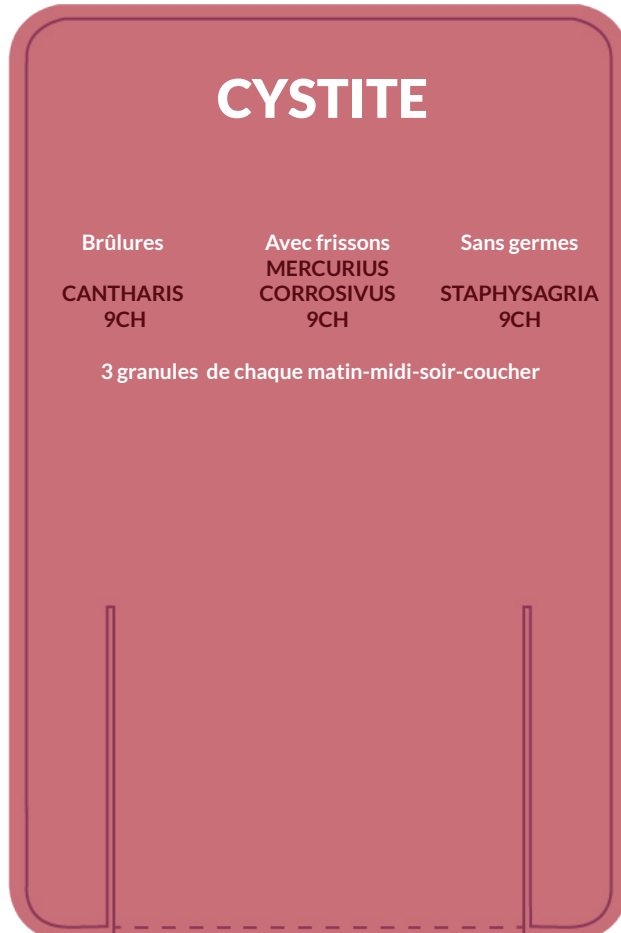 CYSTITE
Brûlures
CANTHARIS
9CH
Avec frissons
MERCURIUS
CORROSIVUS
9CH
Sans germes
STAPHYSAGRIA
9CH
3 granules de chaque matin-midi-soir-coucher